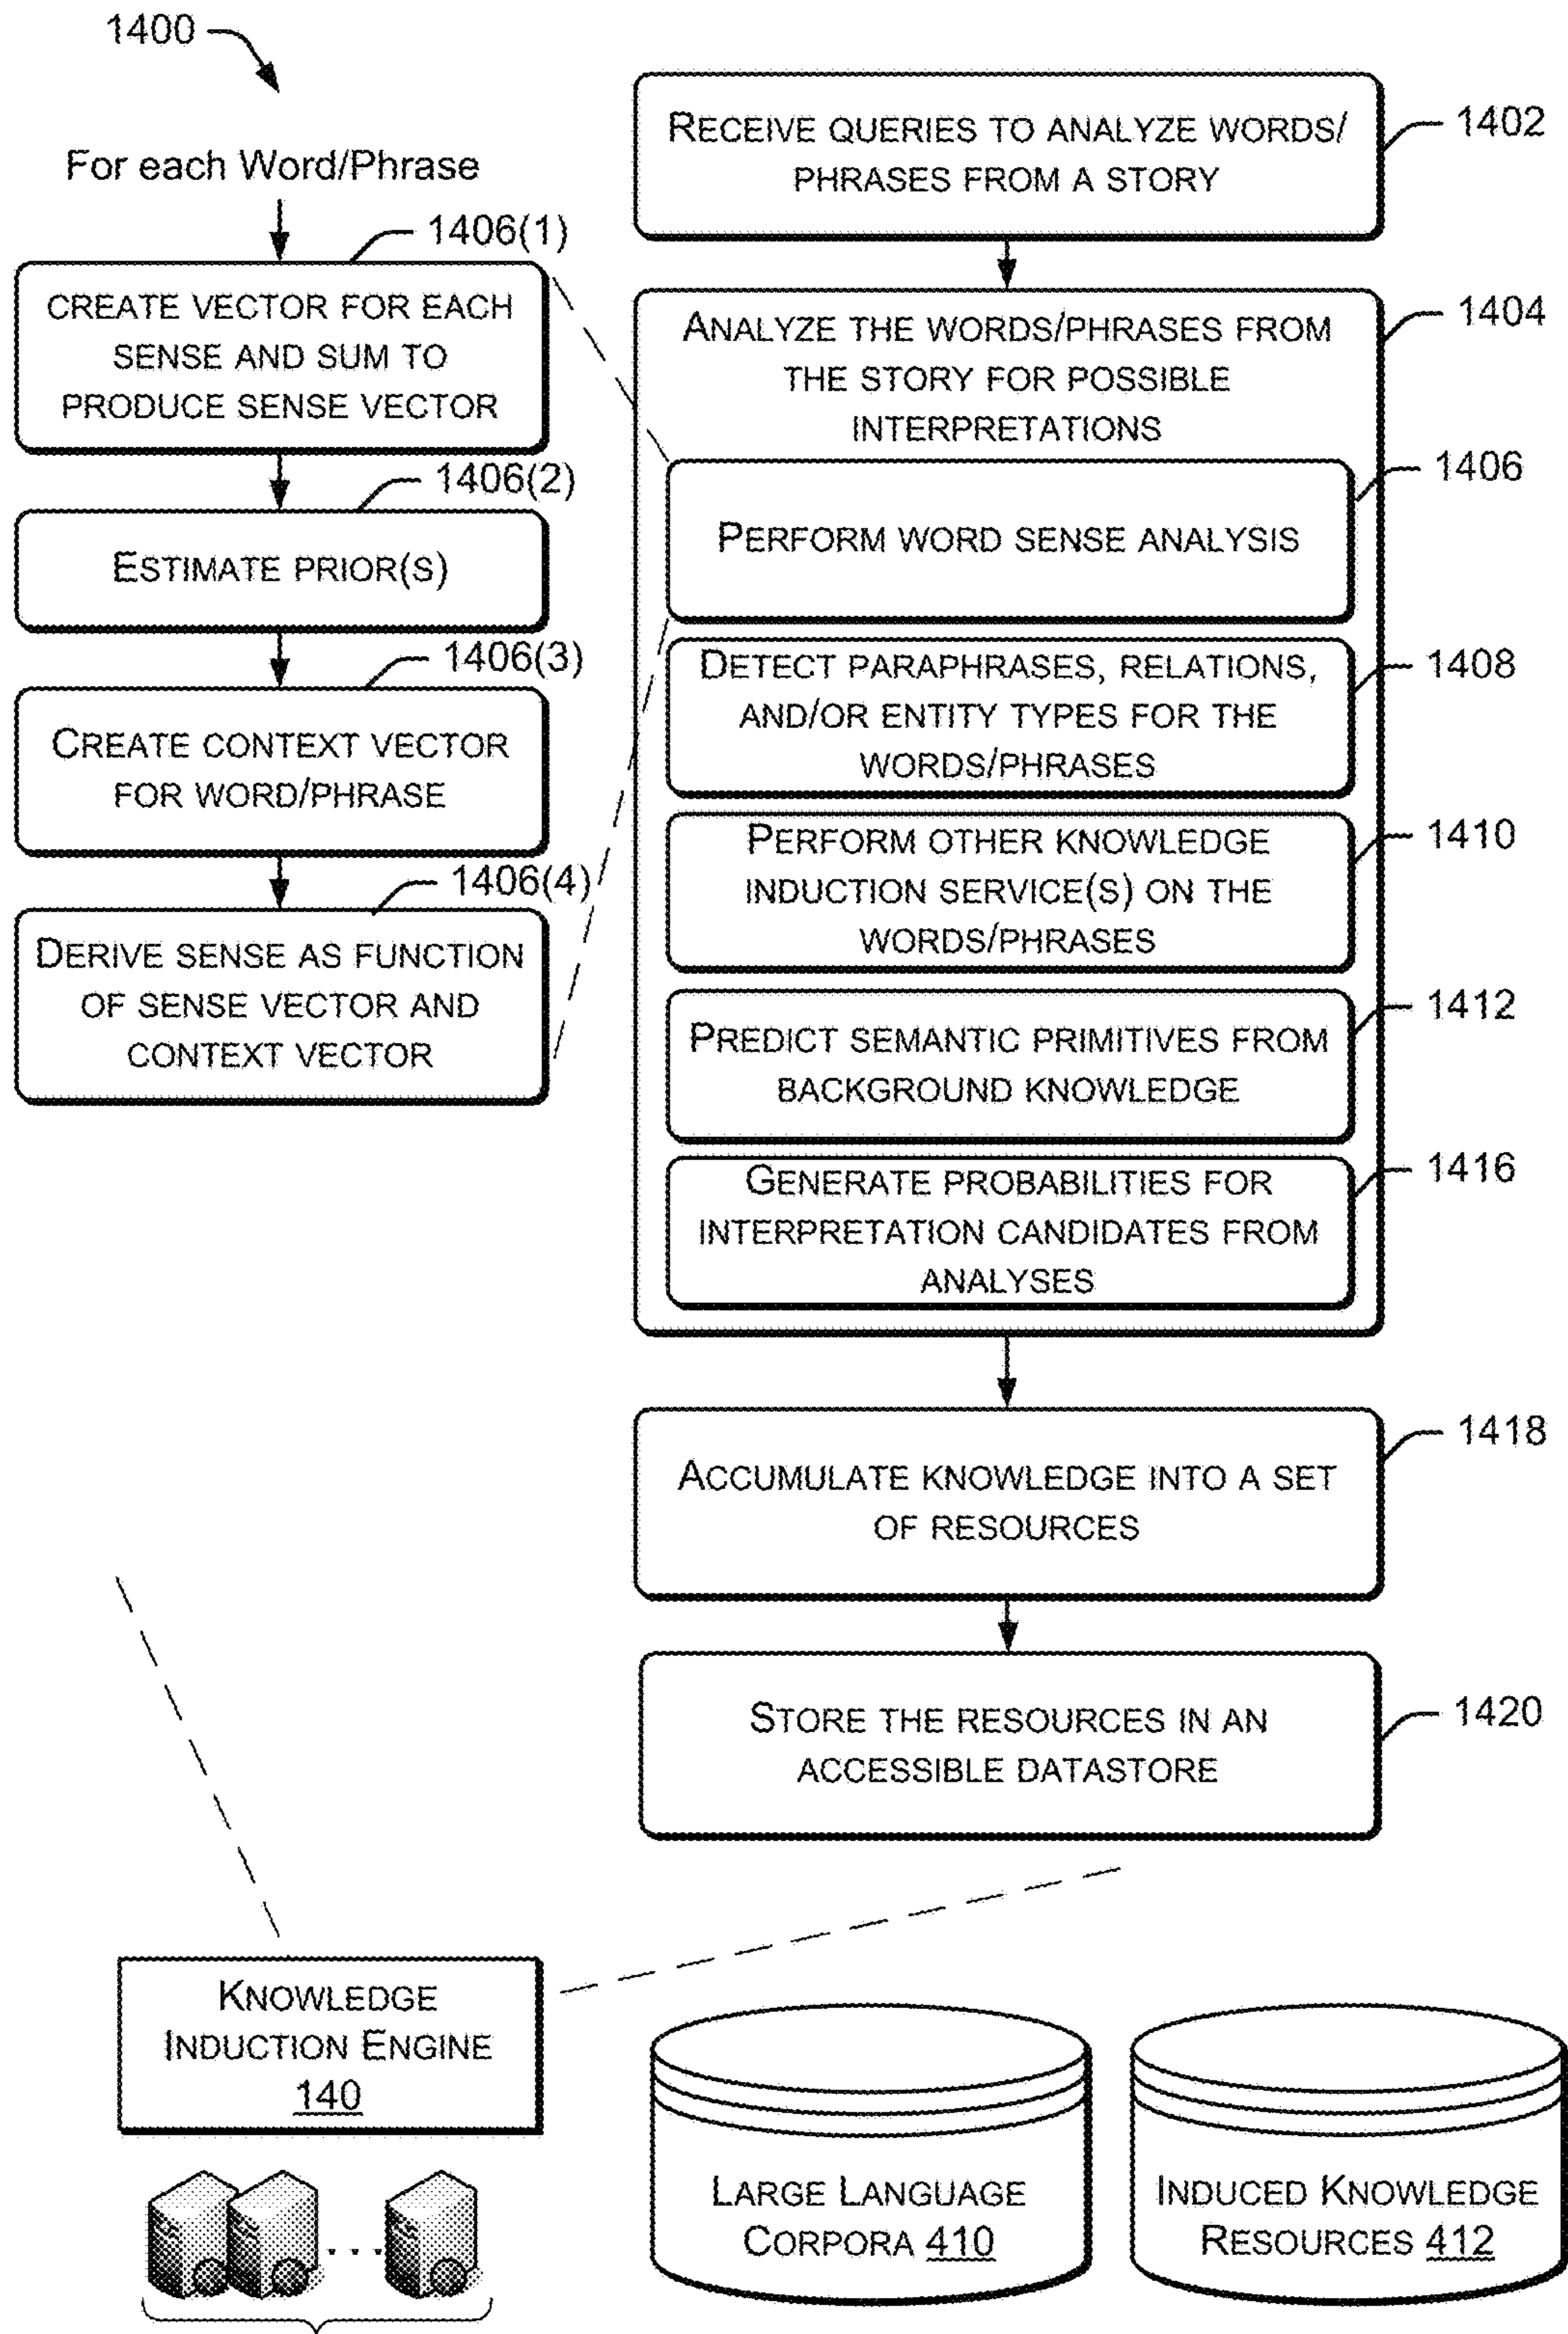 1400
For each Word/Phrase
1406(1)
CREATE VECTOR FOR EACH
SENSE AND SUM TO
PRODUCE SENSE VECTOR
1406(2)
ESTIMATE PRIOR(S)
1406(3)
CREATE CONTEXT VECTOR
FOR WORD/PHRASE
1406(4)
DERIVE SENSE AS FUNCTION
OF SENSE VECTOR AND
CONTEXT VECTOR
RECEIVE QUERIES TO ANALYZE WORDS/
PHRASES FROM A STORY
1402
ANALYZE THE WORDS/PHRASES FROM
THE STORY FOR POSSIBLE
INTERPRETATIONS
1404
PERFORM WORD SENSE ANALYSIS
1406
DETECT PARAPHRASES, RELATIONS,
AND/OR ENTITY TYPES FOR THE
WORDS/PHRASES
1408
PERFORM OTHER KNOWLEDGE
INDUCTION SERVICE(S) ON THE
WORDS/PHRASES
1410
PREDICT SEMANTIC PRIMITIVES FROM
BACKGROUND KNOWLEDGE
1412
GENERATE PROBABILITIES FOR
INTERPRETATION CANDIDATES FROM
ANALYSES
1416
ACCUMULATE KNOWLEDGE INTO A SET
OF RESOURCES
1418
STORE THE RESOURCES IN AN
ACCESSIBLE DATASTORE
1420
KNOWLEDGE
INDUCTION ENGINE
140
. . .
LARGE LANGUAGE
CORPORA 410
INDUCED KNOWLEDGE
RESOURCES 412